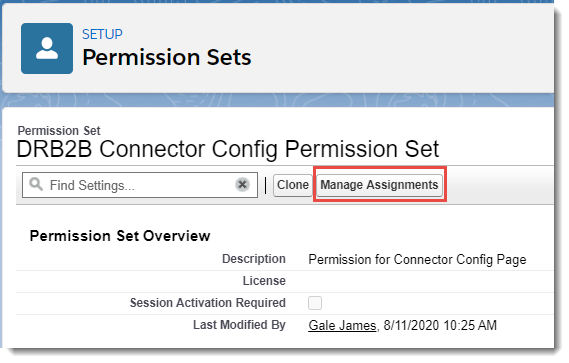 SETUP
Permission Sets
Permission Set
DRB2B Connector Config Permission Set
Find Settings... Clone Manage Assignments
Permission Set Overview
Description Permission for Connector Config Page
License
Session Activation Required
Last Modified By Gale James, 8/11/2020 10:25 AM